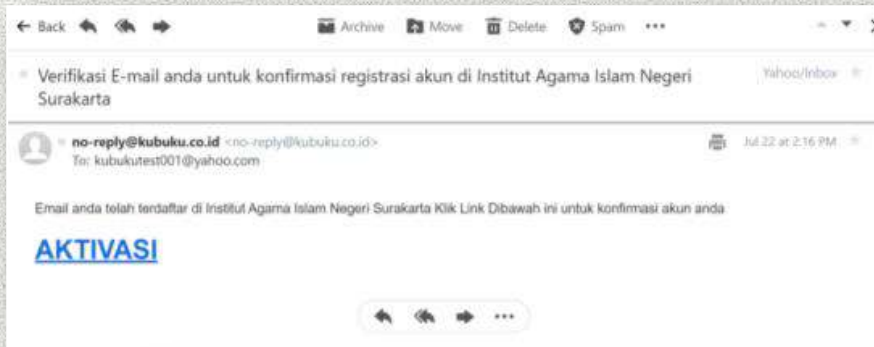 Back Archive Move Delete Spam
Verifikasi E-mail anda untuk konfirmasi registrasi akun di Institut Agama Islam Negeri
Surakarta
Yahoo/Inbox
no-reply@kubuku.co.id <no-reply@kubuku.co.id>
Jul 22 at 2:16 PM
To: kubukutest001@yahoo.com
Email anda telah terdaftar di Institut Agama Islam Negeri Surakarta Klik Link Dibawah ini untuk konfirmasi akun anda
AKTIVASI